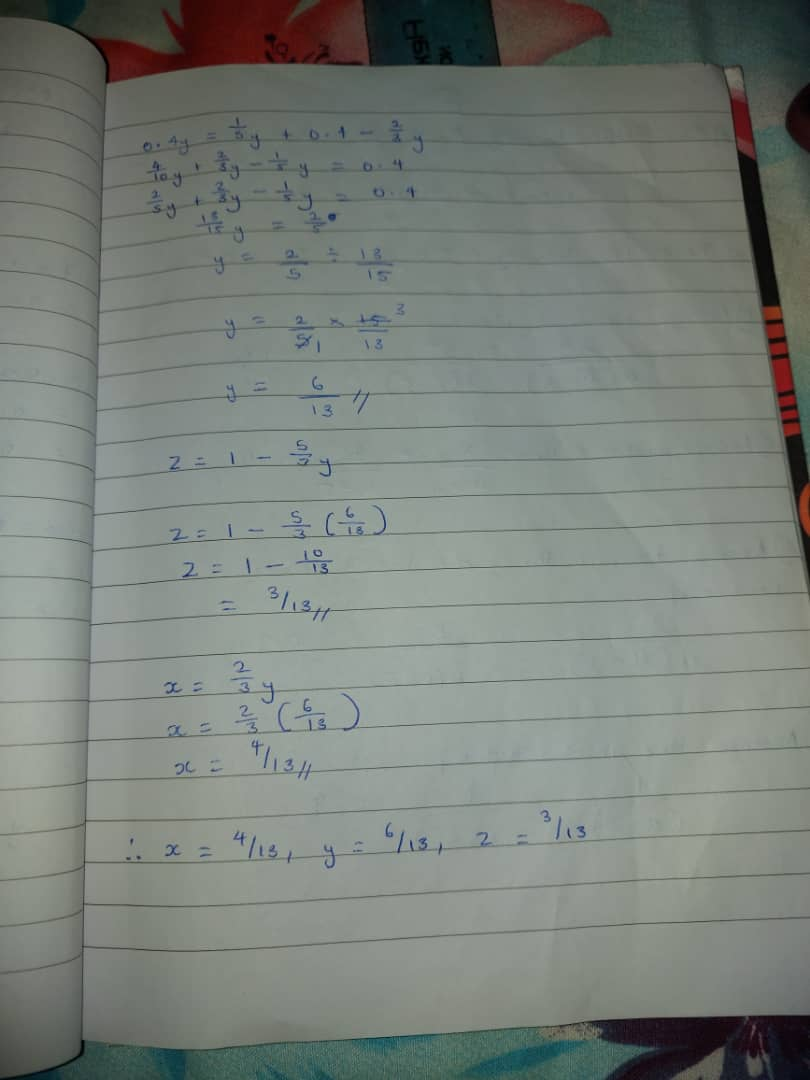 0.4y = 1/5 y + 0.4 - 2/3 y
4/10 y + 2/3 y - 1/5 y = 0.4
2/5 y + 2/3 y - 1/5 y = 0.4
13/15 y = 2/5
y = 2/5 ÷ 13/15
y = 2/5 1 × 15/13 3
y = 6/13 //
z = 1 - 5/3 y
z = 1 - 5/3 (6/13)
z = 1 - 10/13
= 3/13 //
x = 2/3 y
x = 2/3 (6/13)
x = 4/13 //
∴ x = 4/13, y = 6/13, z = 3/13